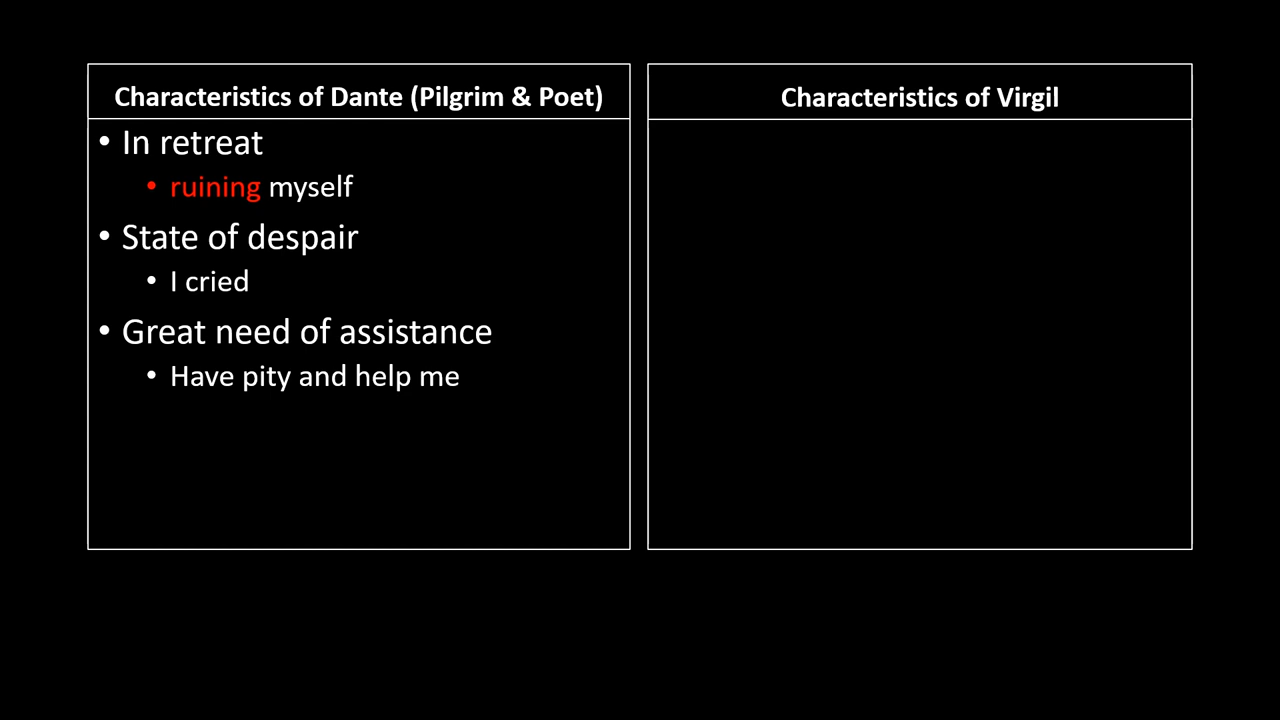 Characteristics of Dante (Pilgrim & Poet)
• In retreat
• ruining myself
• State of despair
• I cried
• Great need of assistance
• Have pity and help me
Characteristics of Virgil